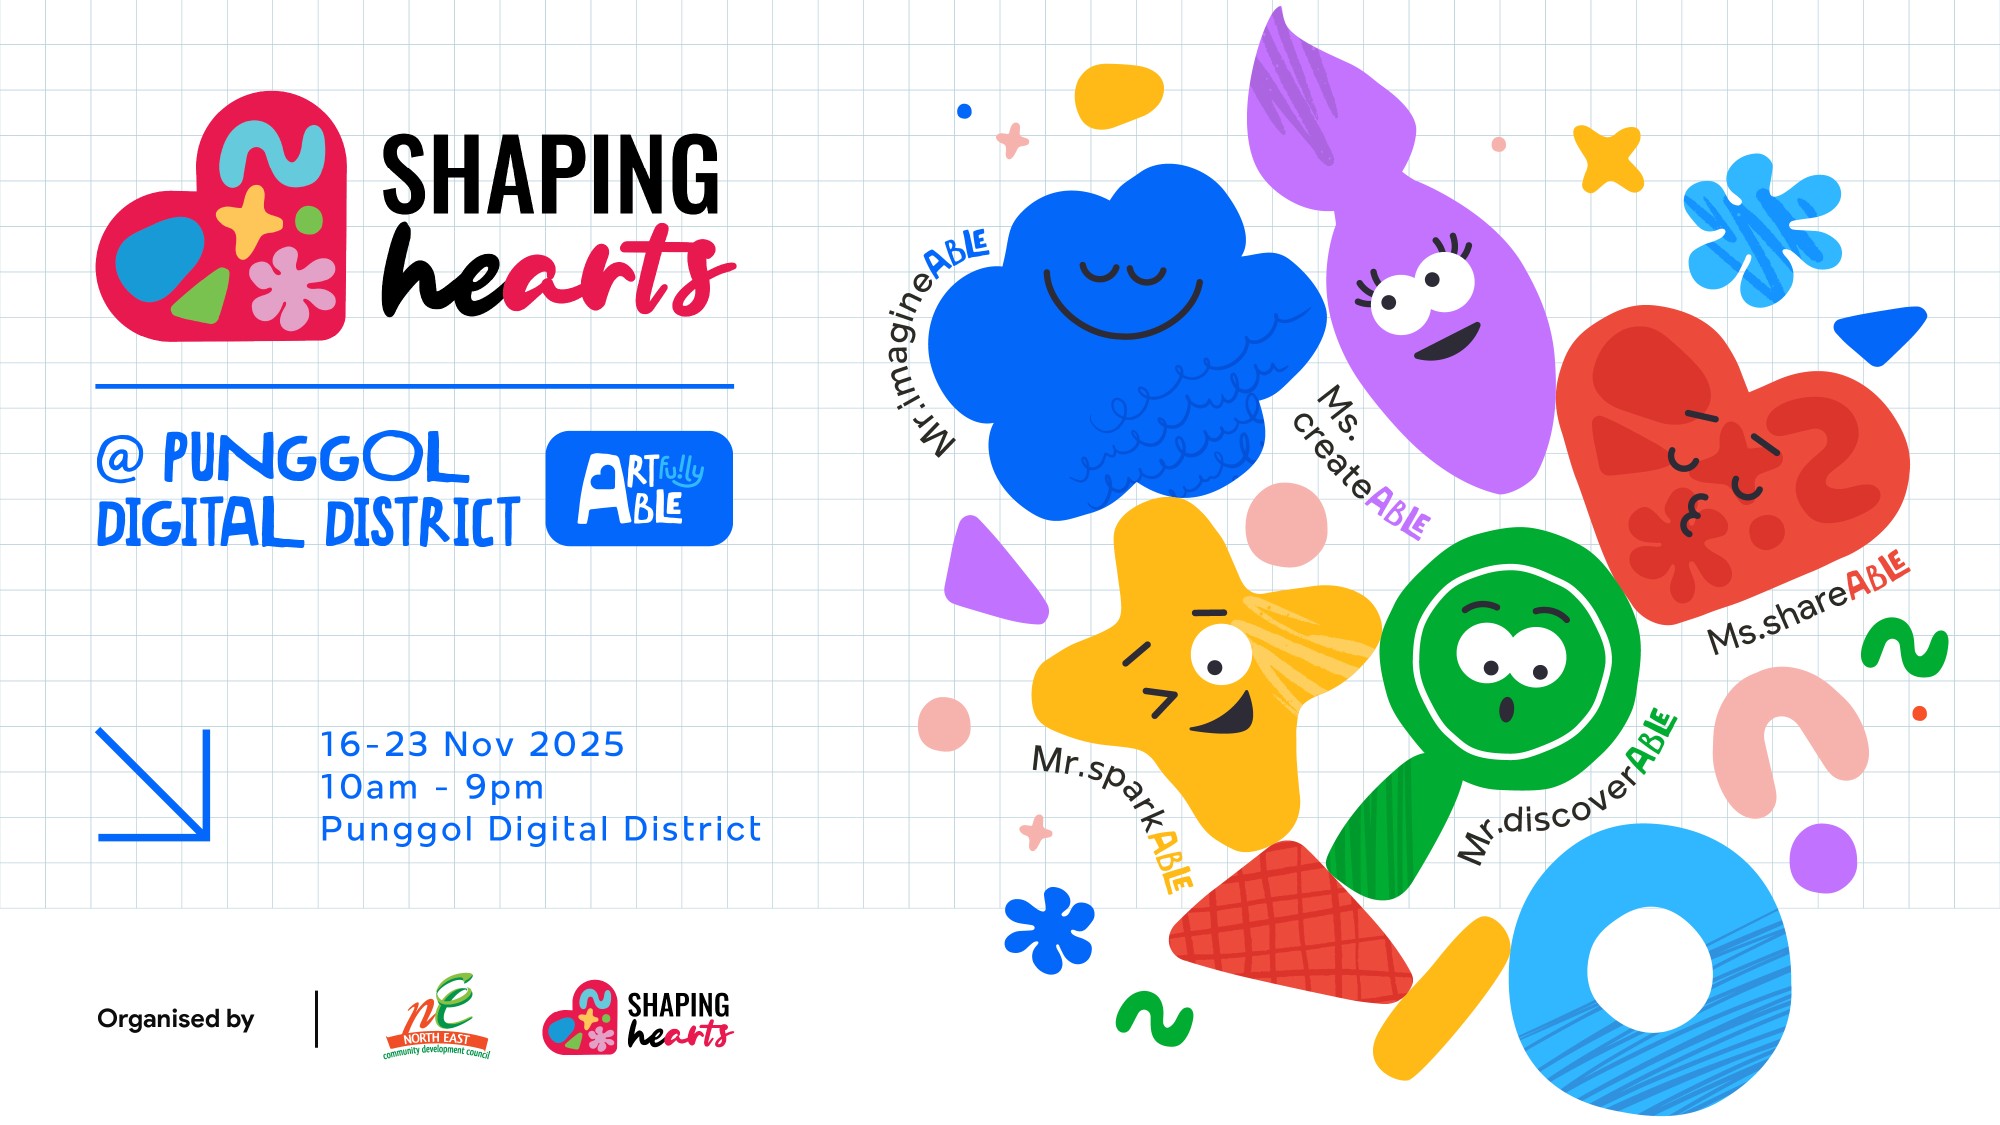 SHAPING
hearts
@ PUNGGOL
DIGITAL DISTRICT
ARTfully
ABLE
16-23 Nov 2025
10am - 9pm
Punggol Digital District
Organised by
nE
NORTH EAST
community development council
SHAPING
hearts
Mr.imagineABLE
Ms.
createABLE
Ms.shareABLE
Mr.sparkABLE
Mr.discoverABLE